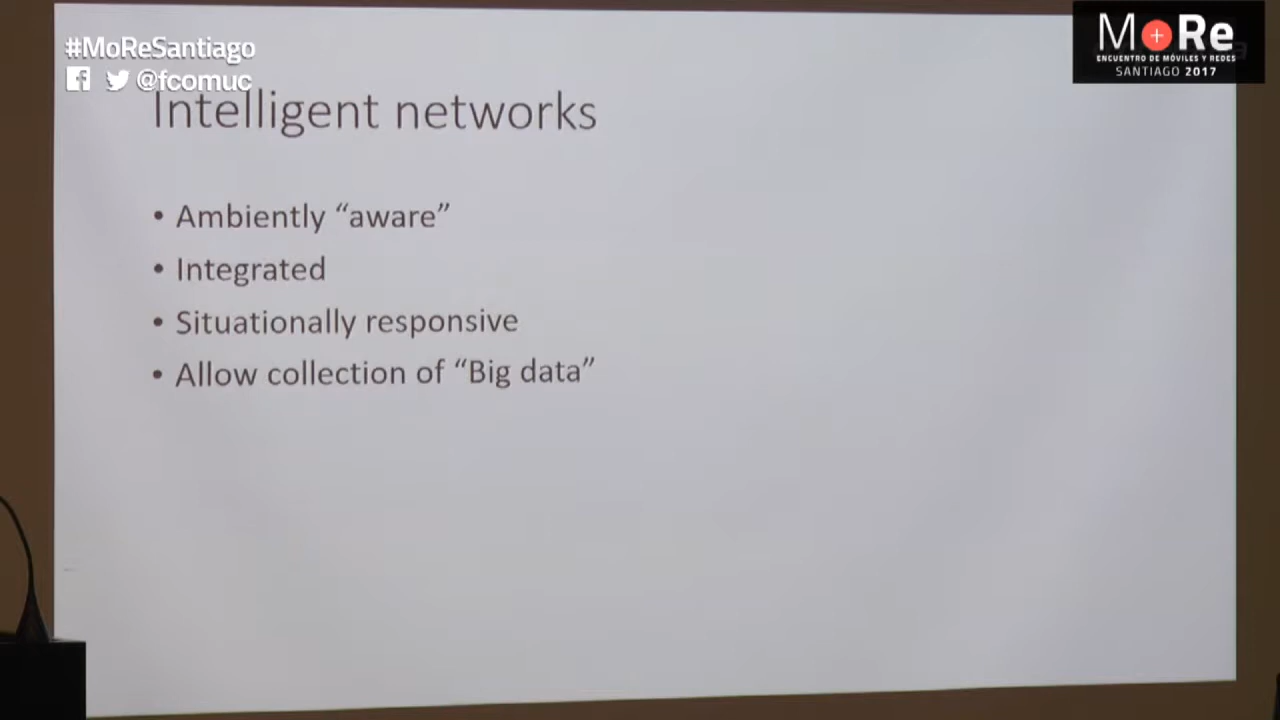 #MoReSantiago
@fcomuc
MoRe
ENCUENTRO DE MÓVILES Y REDES
SANTIAGO 2017
Intelligent networks
• Ambiently “aware”
• Integrated
• Situationally responsive
• Allow collection of “Big data”